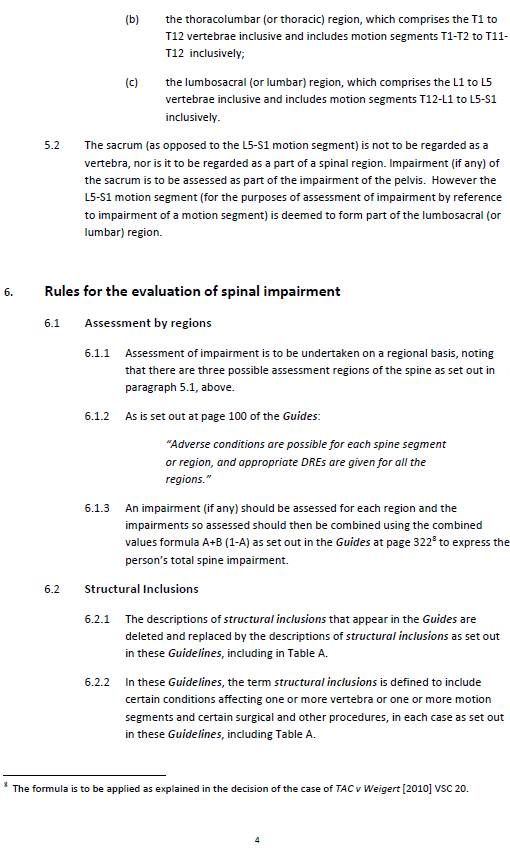 (b) the thoracolumbar (or thoracic) region, which comprises the T1 to
T12 vertebrae inclusive and includes motion segments T1-T2 to T11-
T12 inclusively;
(c) the lumbosacral (or lumbar) region, which comprises the L1 to L5
vertebrae inclusive and includes motion segments T12-L1 to L5-S1
inclusively.
5.2 The sacrum (as opposed to the L5-S1 motion segment) is not to be regarded as a
vertebra, nor is it to be regarded as a part of a spinal region. Impairment (if any) of
the sacrum is to be assessed as part of the impairment of the pelvis. However the
L5-S1 motion segment (for the purposes of assessment of impairment by reference
to impairment of a motion segment) is deemed to form part of the lumbosacral (or
lumbar) region.
6. Rules for the evaluation of spinal impairment
6.1 Assessment by regions
6.1.1 Assessment of impairment is to be undertaken on a regional basis, noting
that there are three possible assessment regions of the spine as set out in
paragraph 5.1, above.
6.1.2 As is set out at page 100 of the Guides:
"Adverse conditions are possible for each spine segment
or region, and appropriate DREs are given for all the
regions."
6.1.3 An impairment (if any) should be assessed for each region and the
impairments so assessed should then be combined using the combined
values formula A+B (1-A) as set out in the Guides at page 322⁸ to express the
person's total spine impairment.
6.2 Structural Inclusions
6.2.1 The descriptions of structural inclusions that appear in the Guides are
deleted and replaced by the descriptions of structural inclusions as set out
in these Guidelines, including in Table A.
6.2.2 In these Guidelines, the term structural inclusions is defined to include
certain conditions affecting one or more vertebra or one or more motion
segments and certain surgical and other procedures, in each case as set out
in these Guidelines, including Table A.
⁸ The formula is to be applied as explained in the decision of the case of TAC v Weigert [2010] VSC 20.
4